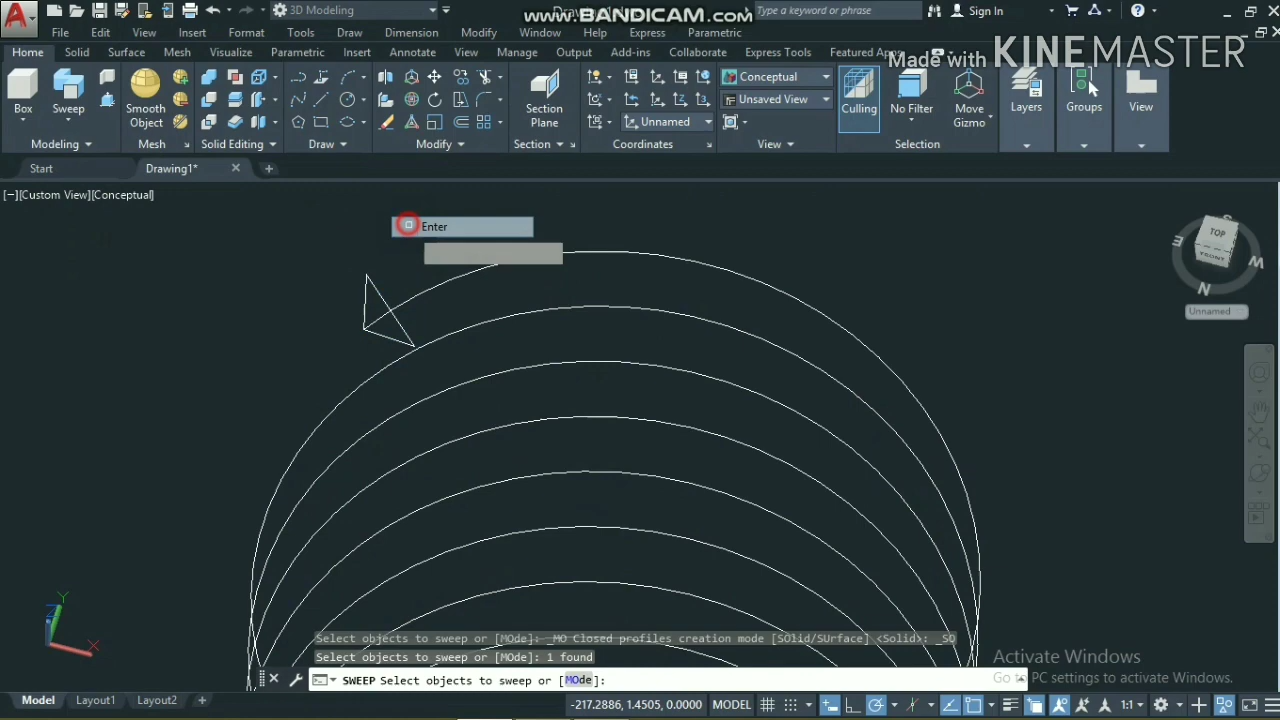 3D Modeling
Drawing1.dwg
www.BANDICAM.com
Type a keyword or phrase
Sign In
File Edit View Insert Format Tools Draw Dimension Modify Window Help Express Parametric
Home Solid Surface Mesh Visualize Parametric Insert Annotate View Manage Output Add-ins Collaborate Express Tools Featured Apps
Made with KINEMASTER
Box
Sweep
Smooth
Object
Section
Plane
Conceptual
Unsaved View
Unnamed
Culling
No Filter
Move
Gizmo
Layers
Groups
View
Modeling
Mesh
Solid Editing
Draw
Modify
Section
Coordinates
View
Selection
Start
Drawing1*
[−][Custom View][Conceptual]
Enter
S
TOP
E
FRONT
W
N
Unnamed
Y
Z
X
Select objects to sweep or [MOde]: _MO Closed profiles creation mode [SOlid/SUrface] <Solid>: _SO
Select objects to sweep or [MOde]: 1 found
SWEEP Select objects to sweep or [MOde]:
Activate Windows
Go to PC settings to activate Windows.
Model
Layout1
Layout2
-217.2886, 1.4505, 0.0000
MODEL
1:1